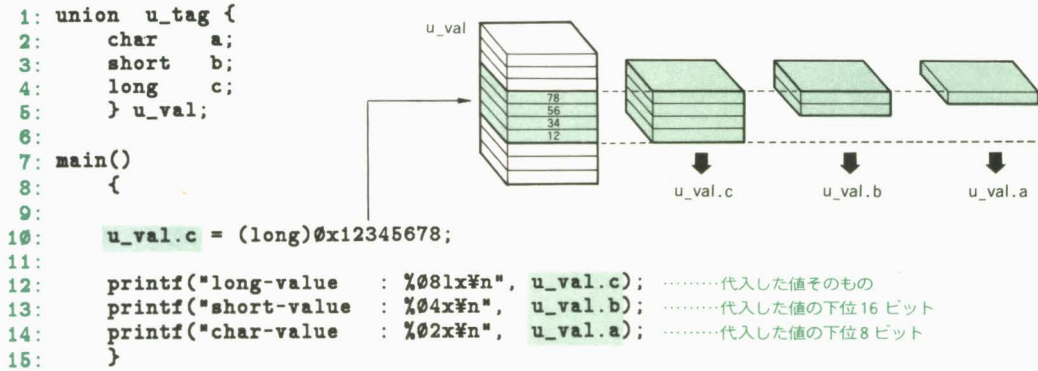 1: union  u_tag {
2:     char    a;
3:     short   b;
4:     long    c;
5:     } u_val;
6:
7: main()
8:     {
9:
10:     u_val.c = (long)0x12345678;
11:
12:     printf("long-value    : %08lx¥n", u_val.c); ………代入した値そのもの
13:     printf("short-value   : %04x¥n",  u_val.b); ………代入した値の下位16 ビット
14:     printf("char-value    : %02x¥n",  u_val.a); ………代入した値の下位8 ビット
15:     }
u_val
78
56
34
12
u_val.c
u_val.b
u_val.a